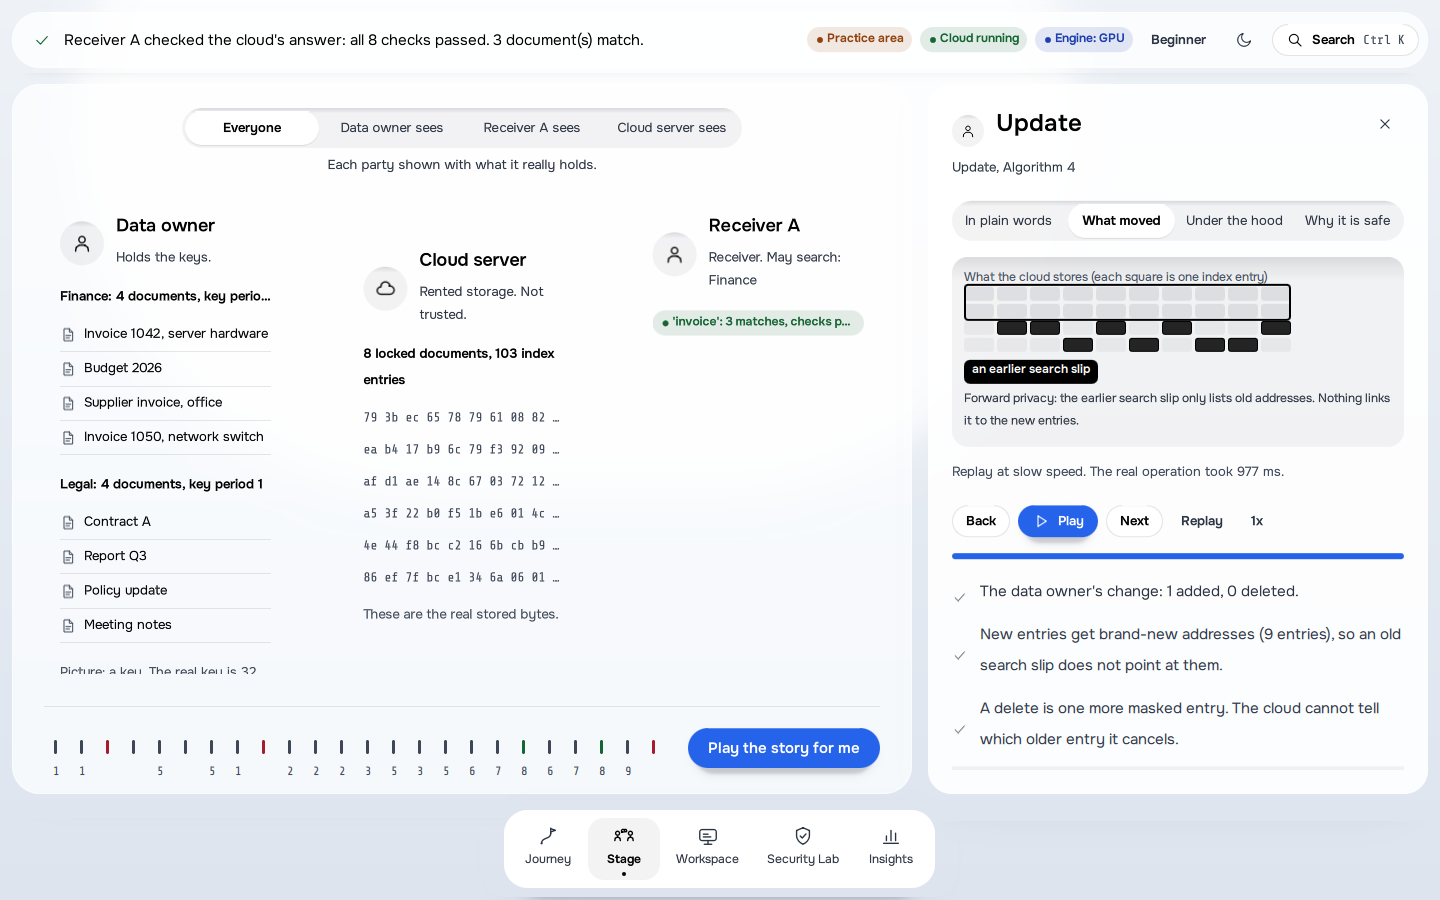 Receiver A checked the cloud's answer: all 8 checks passed. 3 document(s) match.
Practice area
Cloud running
Engine: GPU
Beginner
Search Ctrl K
Everyone
Data owner sees
Receiver A sees
Cloud server sees
Each party shown with what it really holds.
Data owner
Holds the keys.
Finance: 4 documents, key perio...
Invoice 1042, server hardware
Budget 2026
Supplier invoice, office
Invoice 1050, network switch
Legal: 4 documents, key period 1
Contract A
Report Q3
Policy update
Meeting notes
Picture: a key. The real key is 32
Cloud server
Rented storage. Not
trusted.
8 locked documents, 103 index
entries
79 3b ec 65 78 79 61 08 82 …
ea b4 17 b9 6c 79 f3 92 09 …
af d1 ae 14 8c 67 03 72 12 …
a5 3f 22 b0 f5 1b e6 01 4c …
4e 44 f8 bc c2 16 6b cb b9 …
86 ef 7f bc e1 34 6a 06 01 …
These are the real stored bytes.
Receiver A
Receiver. May search:
Finance
'invoice': 3 matches, checks p...
1 1 5 5 1 2 2 2 3 5 3 5 6 7 8 6 7 8 9
Play the story for me
Update
Update, Algorithm 4
In plain words
What moved
Under the hood
Why it is safe
What the cloud stores (each square is one index entry)
an earlier search slip
Forward privacy: the earlier search slip only lists old addresses. Nothing links
it to the new entries.
Replay at slow speed. The real operation took 977 ms.
Back
Play
Next
Replay
1x
The data owner's change: 1 added, 0 deleted.
New entries get brand-new addresses (9 entries), so an old
search slip does not point at them.
A delete is one more masked entry. The cloud cannot tell
which older entry it cancels.
Journey
Stage
Workspace
Security Lab
Insights